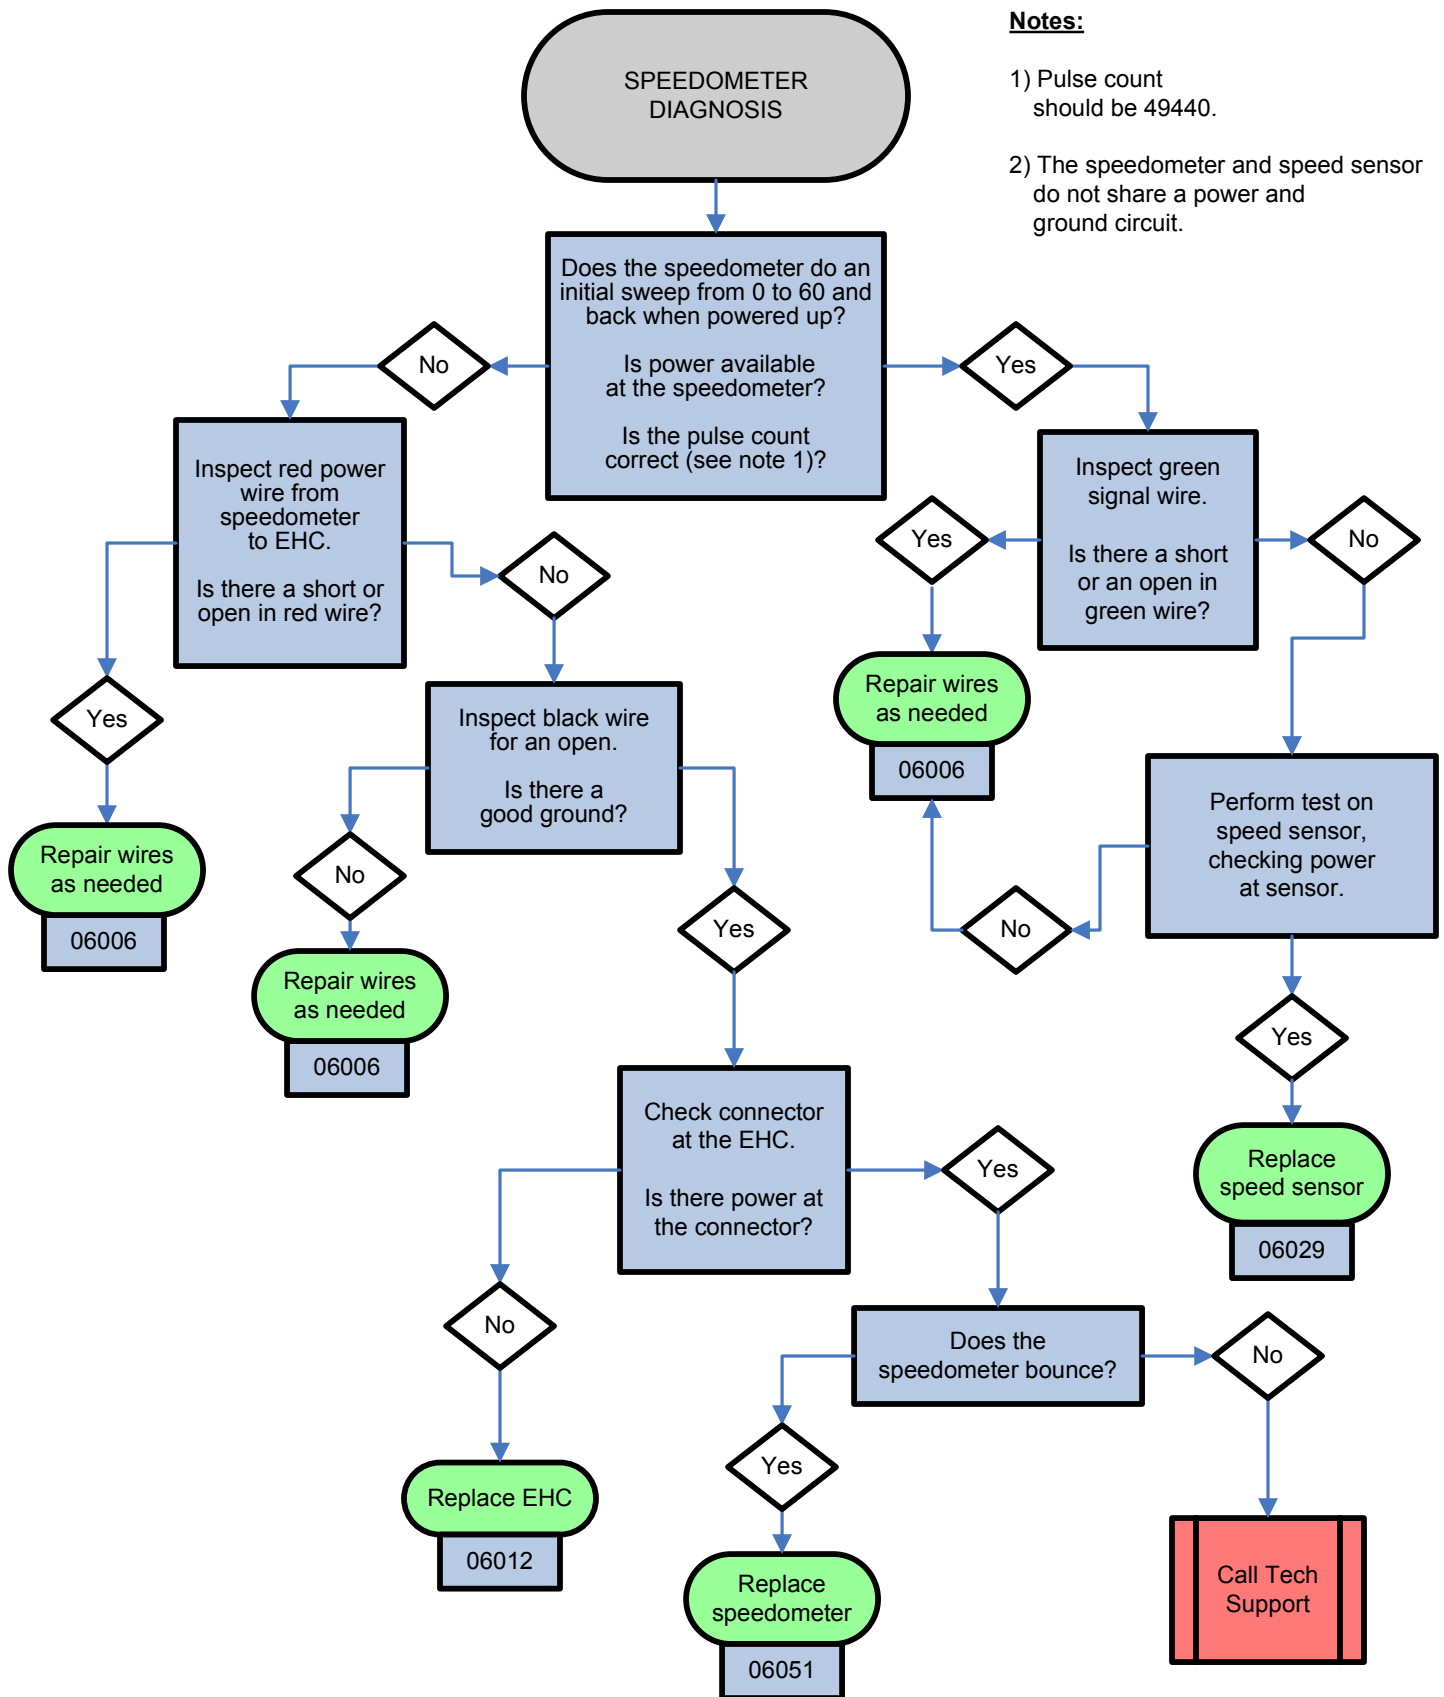 SPEEDOMETER
DIAGNOSIS
Notes:
1) Pulse count
should be 49440.
2) The speedometer and speed sensor
do not share a power and
ground circuit.
Does the speedometer do an
initial sweep from 0 to 60 and
back when powered up?
Is power available
at the speedometer?
Is the pulse count
correct (see note 1)?
No
Yes
Inspect red power
wire from
speedometer
to EHC.
Is there a short or
open in red wire?
Inspect green
signal wire.
Is there a short
or an open in
green wire?
Yes
No
No
Yes
Repair wires
as needed
06006
Inspect black wire
for an open.
Is there a
good ground?
Repair wires
as needed
06006
Perform test on
speed sensor,
checking power
at sensor.
No
Yes
No
Repair wires
as needed
06006
Yes
Check connector
at the EHC.
Is there power at
the connector?
Yes
Replace
speed sensor
06029
No
Does the
speedometer bounce?
No
Yes
Replace EHC
06012
Replace
speedometer
06051
Call Tech
Support